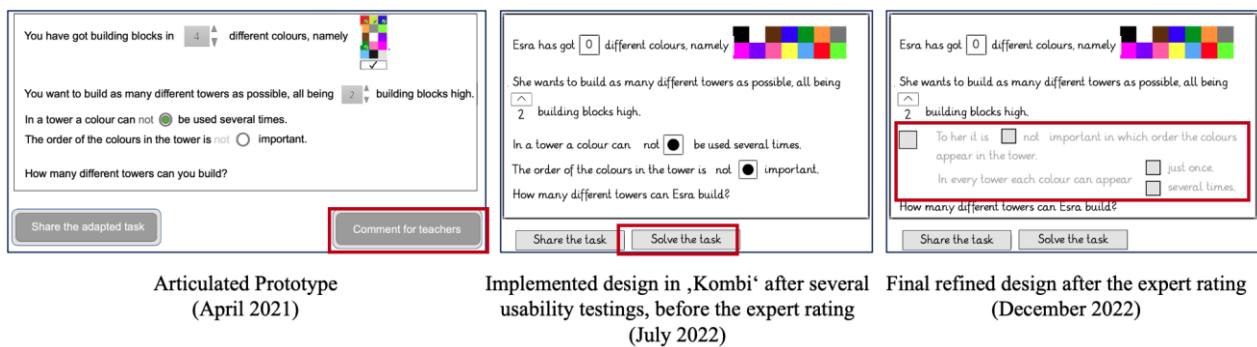 You have got building blocks in 4 different colours, namely
You want to build as many different towers as possible, all being 2 building blocks high.
In a tower a colour can not be used several times.
The order of the colours in the tower is not important.
How many different towers can you build?
Share the adapted task
Comment for teachers
Articulated Prototype
(April 2021)
Esra has got 0 different colours, namely
She wants to build as many different towers as possible, all being
2 building blocks high.
In a tower a colour can not be used several times.
The order of the colours in the tower is not important.
How many different towers can Esra build?
Share the task
Solve the task
Implemented design in ‚Kombi‘ after several
usability testings, before the expert rating
(July 2022)
Esra has got 0 different colours, namely
She wants to build as many different towers as possible, all being
2 building blocks high.
To her it is not important in which order the colours
appear in the tower.
In every tower each colour can appear
just once.
several times.
How many different towers can Esra build?
Share the task
Solve the task
Final refined design after the expert rating
(December 2022)